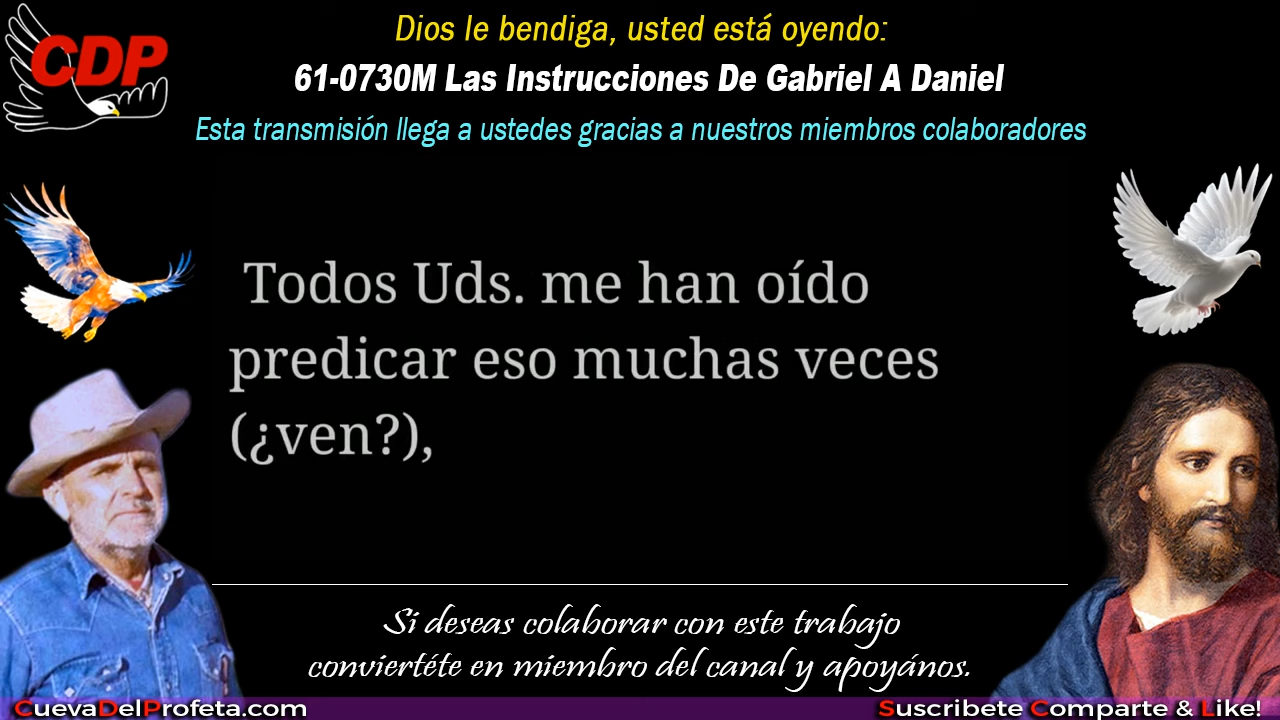 CDP
Dios le bendiga, usted está oyendo:
61-0730M Las Instrucciones De Gabriel A Daniel
Esta transmisión llega a ustedes gracias a nuestros miembros colaboradores
Todos Uds. me han oído
predicar eso muchas veces
(¿ven?),
Si deseas colaborar con este trabajo
conviertéte en miembro del canal y apoyános.
CuevaDelProfeta.com
Suscribete Comparte & Like!